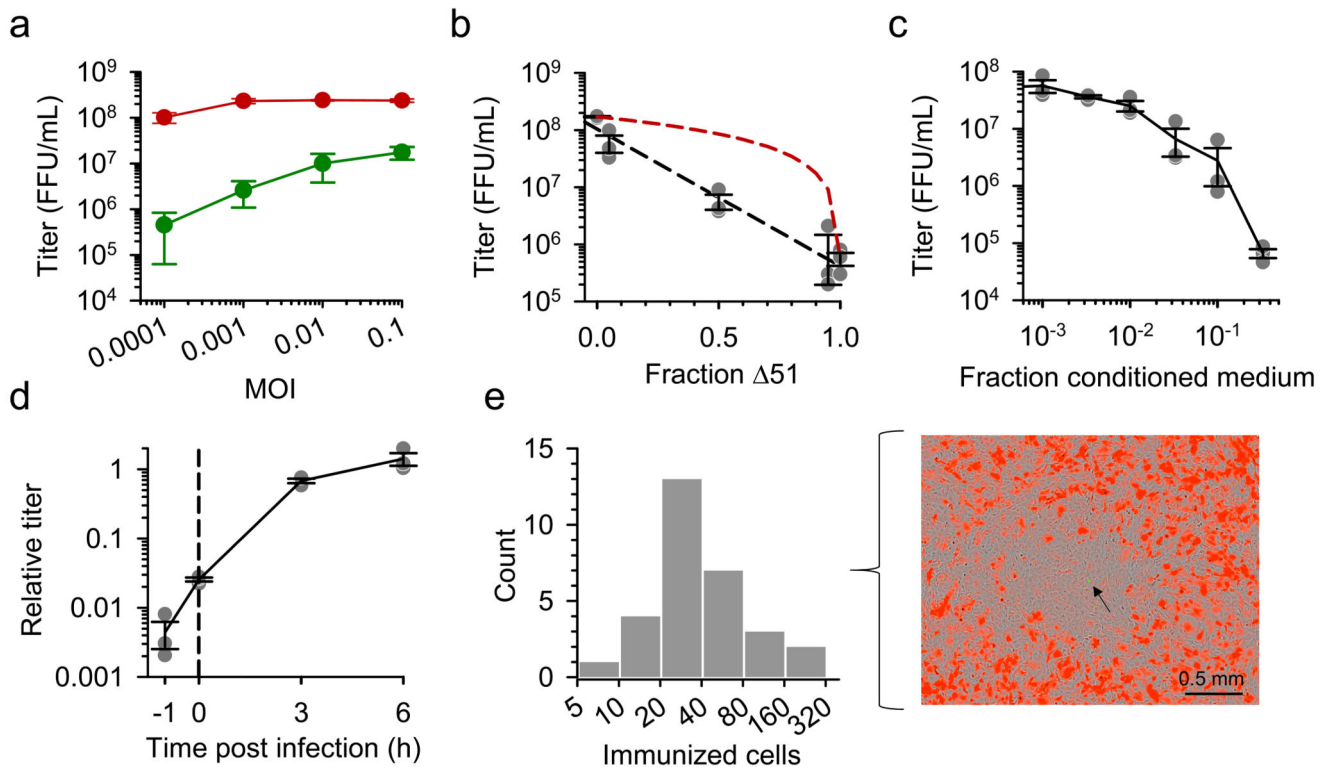 a
Titer (FFU/mL)
10⁹
10⁸
10⁷
10⁶
10⁵
10⁴
0.0001
0.001
0.01
0.1
MOI
b
Titer (FFU/mL)
10⁹
10⁸
10⁷
10⁶
10⁵
0.0
0.5
1.0
Fraction Δ51
c
Titer (FFU/mL)
10⁸
10⁷
10⁶
10⁵
10⁴
10⁻³
10⁻²
10⁻¹
Fraction conditioned medium
d
Relative titer
1
0.1
0.01
0.001
-1
0
3
6
Time post infection (h)
e
Count
15
10
5
0
5
10
20
40
80
160
320
Immunized cells
0.5 mm